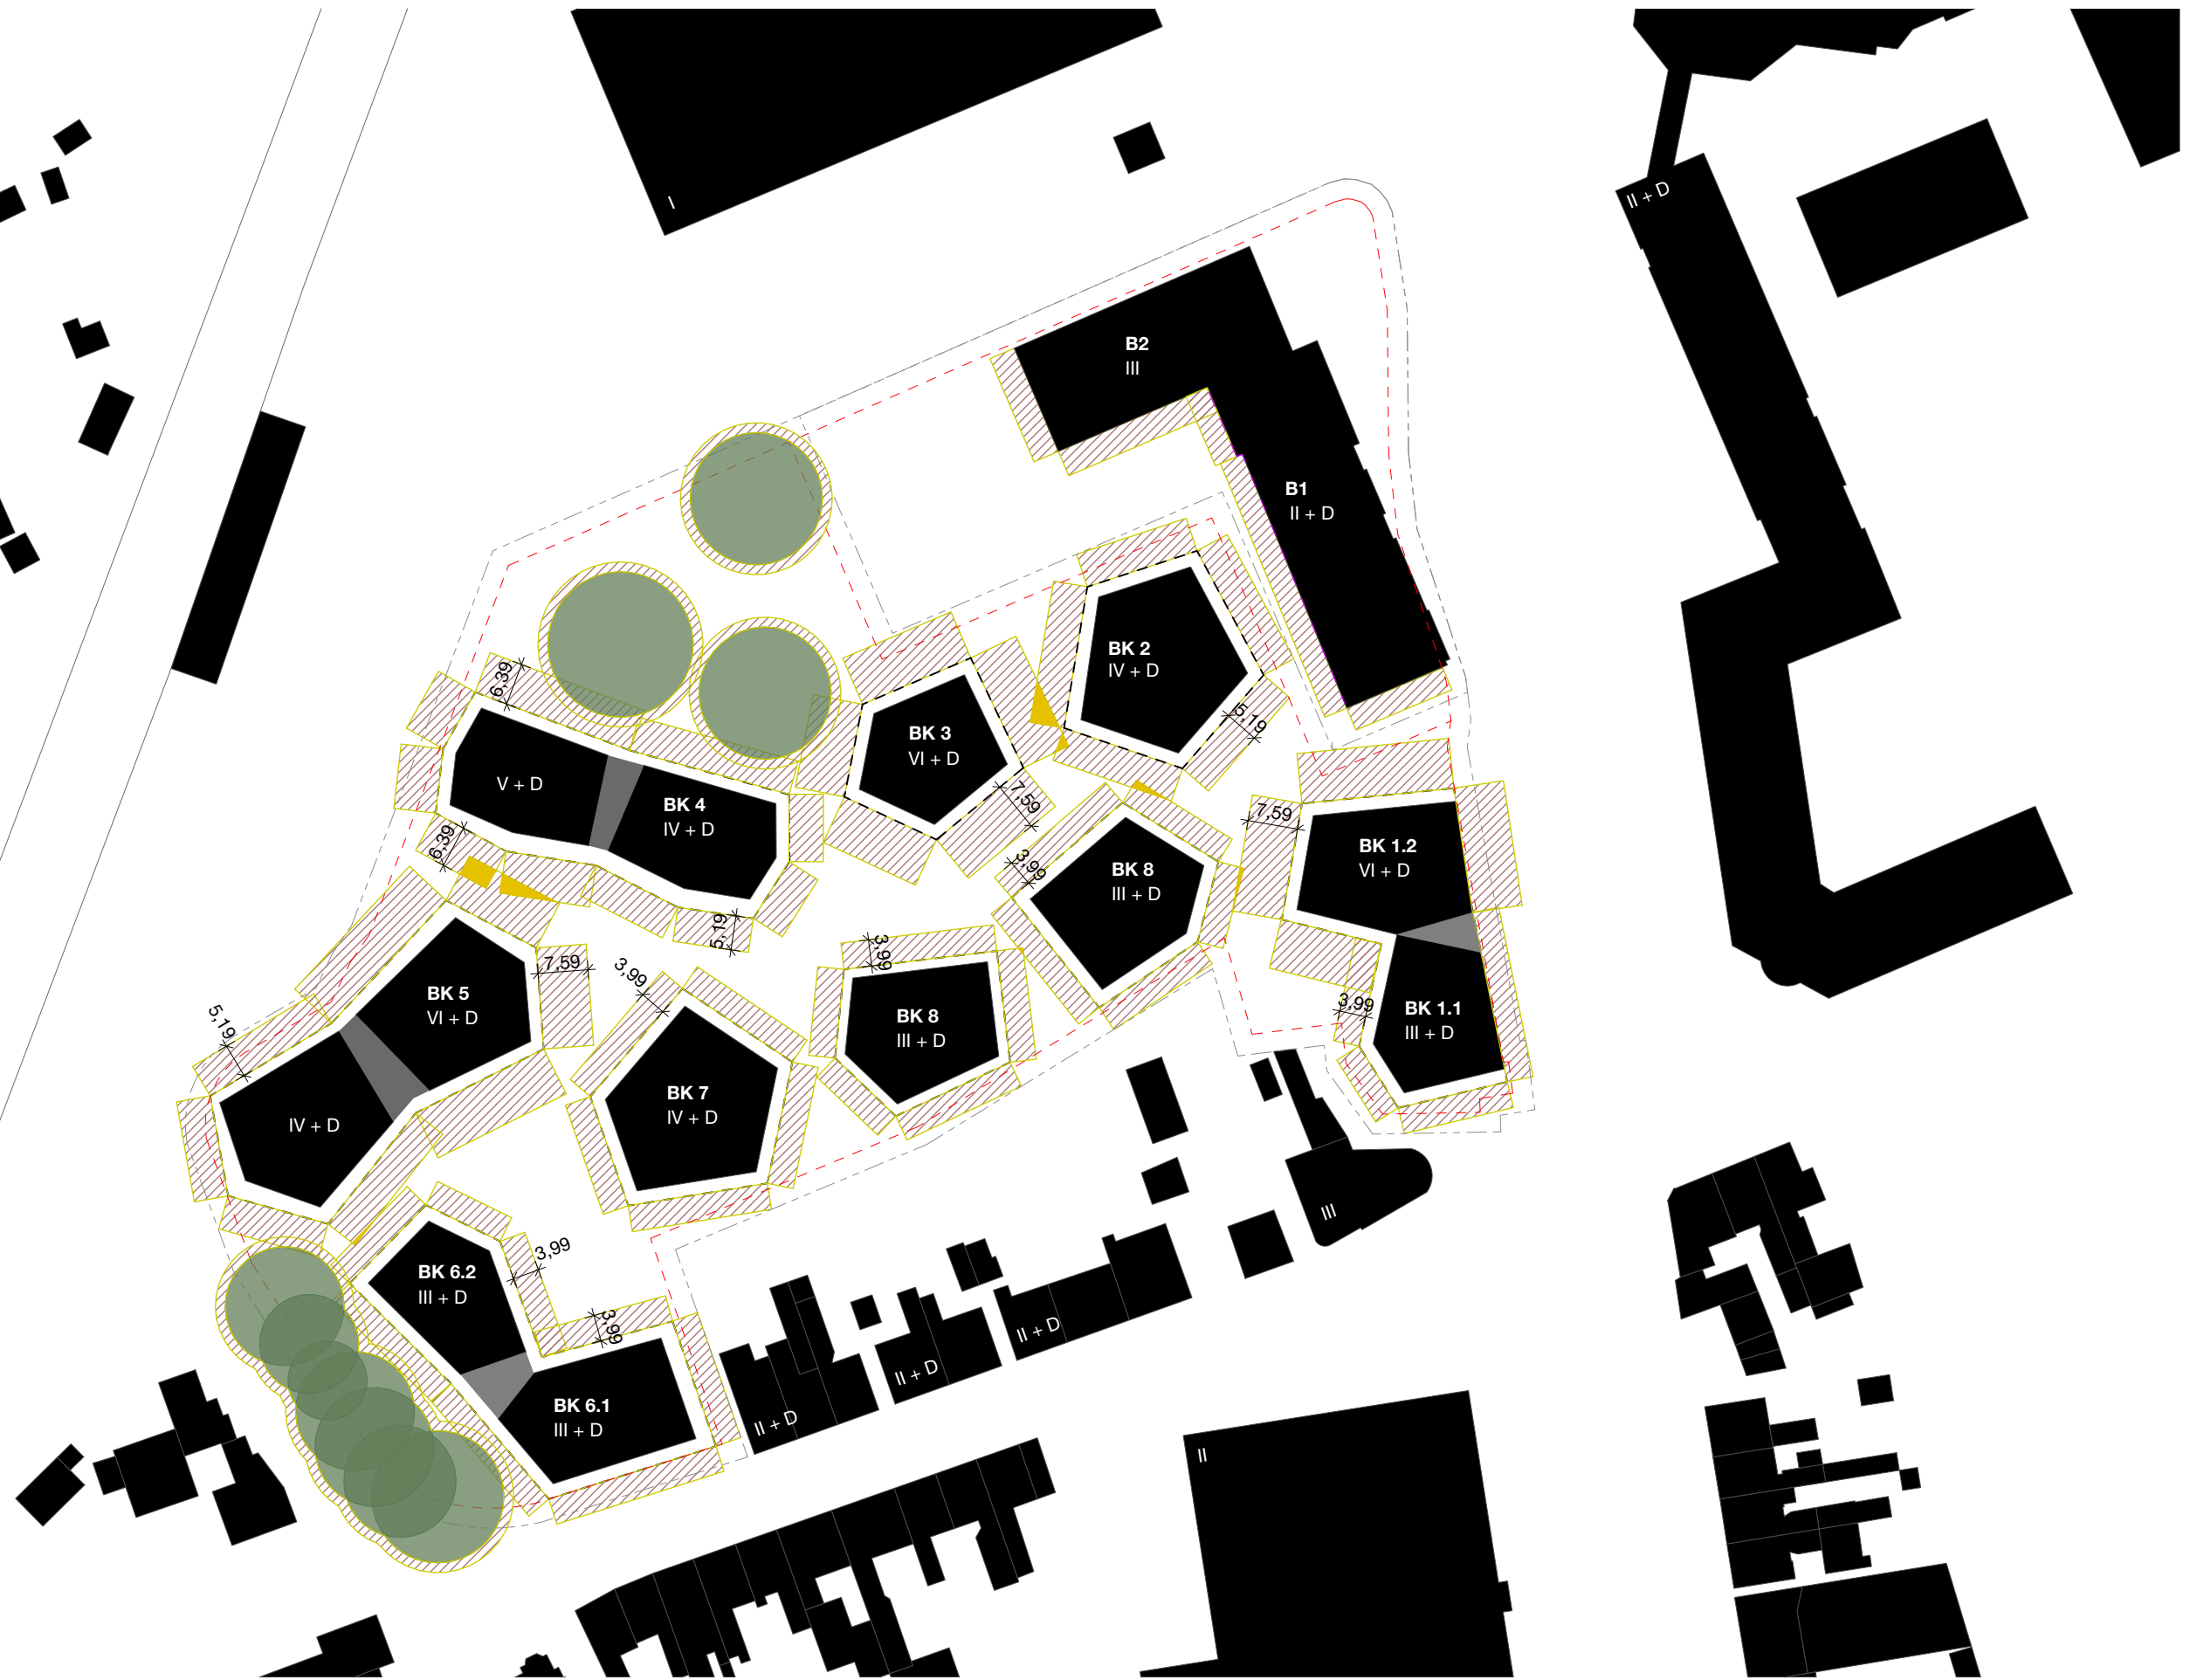 I
II + D
B2
III
B1
II + D
BK 2
IV + D
6,39
5,19
BK 3
VI + D
V + D
BK 4
IV + D
7,59
7,59
6,39
3,99
BK 8
III + D
BK 1.2
VI + D
5,19
3,99
7,59
3,99
BK 5
VI + D
5,19
BK 8
III + D
3,99
BK 1.1
III + D
BK 7
IV + D
IV + D
III
3,99
BK 6.2
III + D
3,99
BK 6.1
III + D
II + D
II + D
II + D
II